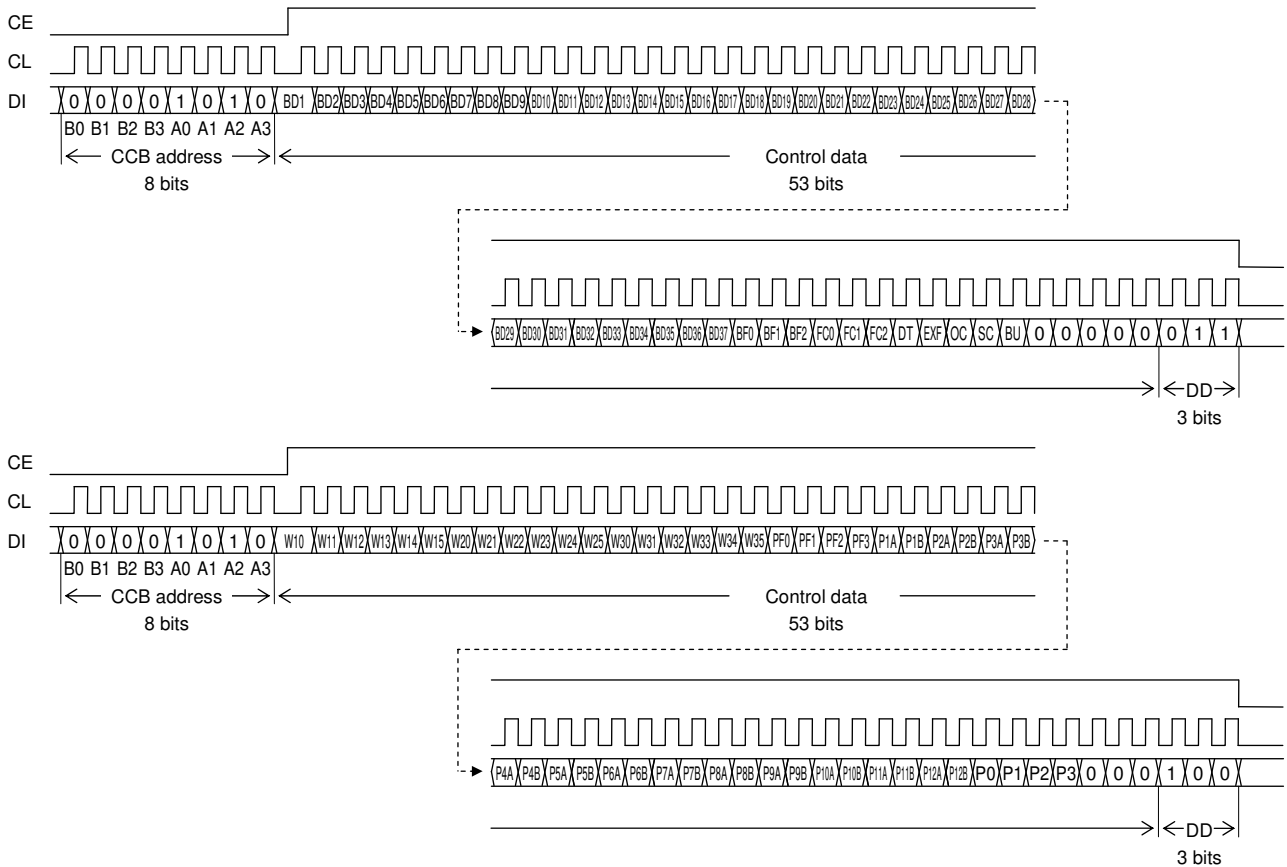 CE
CL
DI 0 0 0 0 1 0 1 0 BD1 BD2 BD3 BD4 BD5 BD6 BD7 BD8 BD9 BD10 BD11 BD12 BD13 BD14 BD15 BD16 BD17 BD18 BD19 BD20 BD21 BD22 BD23 BD24 BD25 BD26 BD27 BD28
B0 B1 B2 B3 A0 A1 A2 A3
CCB address Control data
8 bits 53 bits
BD29 BD30 BD31 BD32 BD33 BD34 BD35 BD36 BD37 BF0 BF1 BF2 FC0 FC1 FC2 DT EXF OC SC BU 0 0 0 0 0 0 1 1
DD
3 bits
CE
CL
DI 0 0 0 0 1 0 1 0 W10 W11 W12 W13 W14 W15 W20 W21 W22 W23 W24 W25 W30 W31 W32 W33 W34 W35 PF0 PF1 PF2 PF3 P1A P1B P2A P2B P3A P3B
B0 B1 B2 B3 A0 A1 A2 A3
CCB address Control data
8 bits 53 bits
P4A P4B P5A P5B P6A P6B P7A P7B P8A P8B P9A P9B P10A P10B P11A P11B P12A P12B P0 P1 P2 P3 0 0 0 1 0 0
DD
3 bits